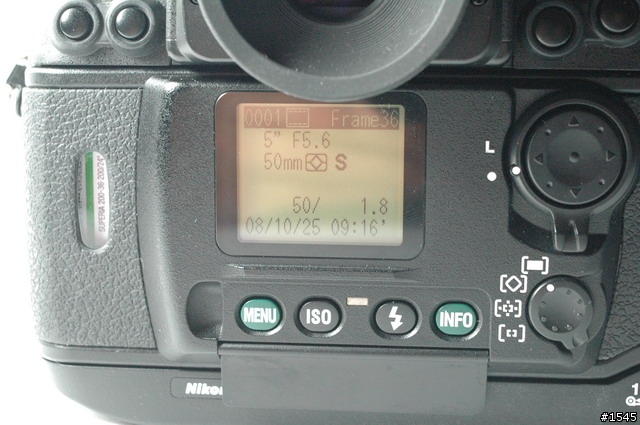 0001 Frame36
5" F5.6
50mm S
50/ 1.8
08/10/25 09:16'
L
SUPERIA 200-36-200/24°
MENU
ISO
INFO
Nikon
#1545